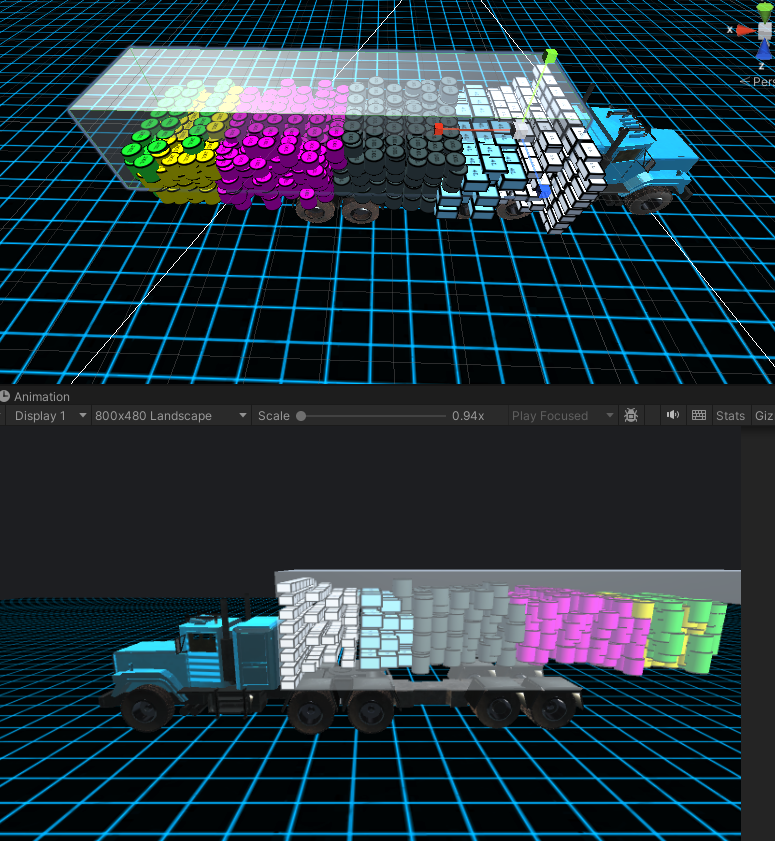 x
z
< Pers
Animation
Display 1 800x480 Landscape Scale 0.94x Play Focused Stats Giz